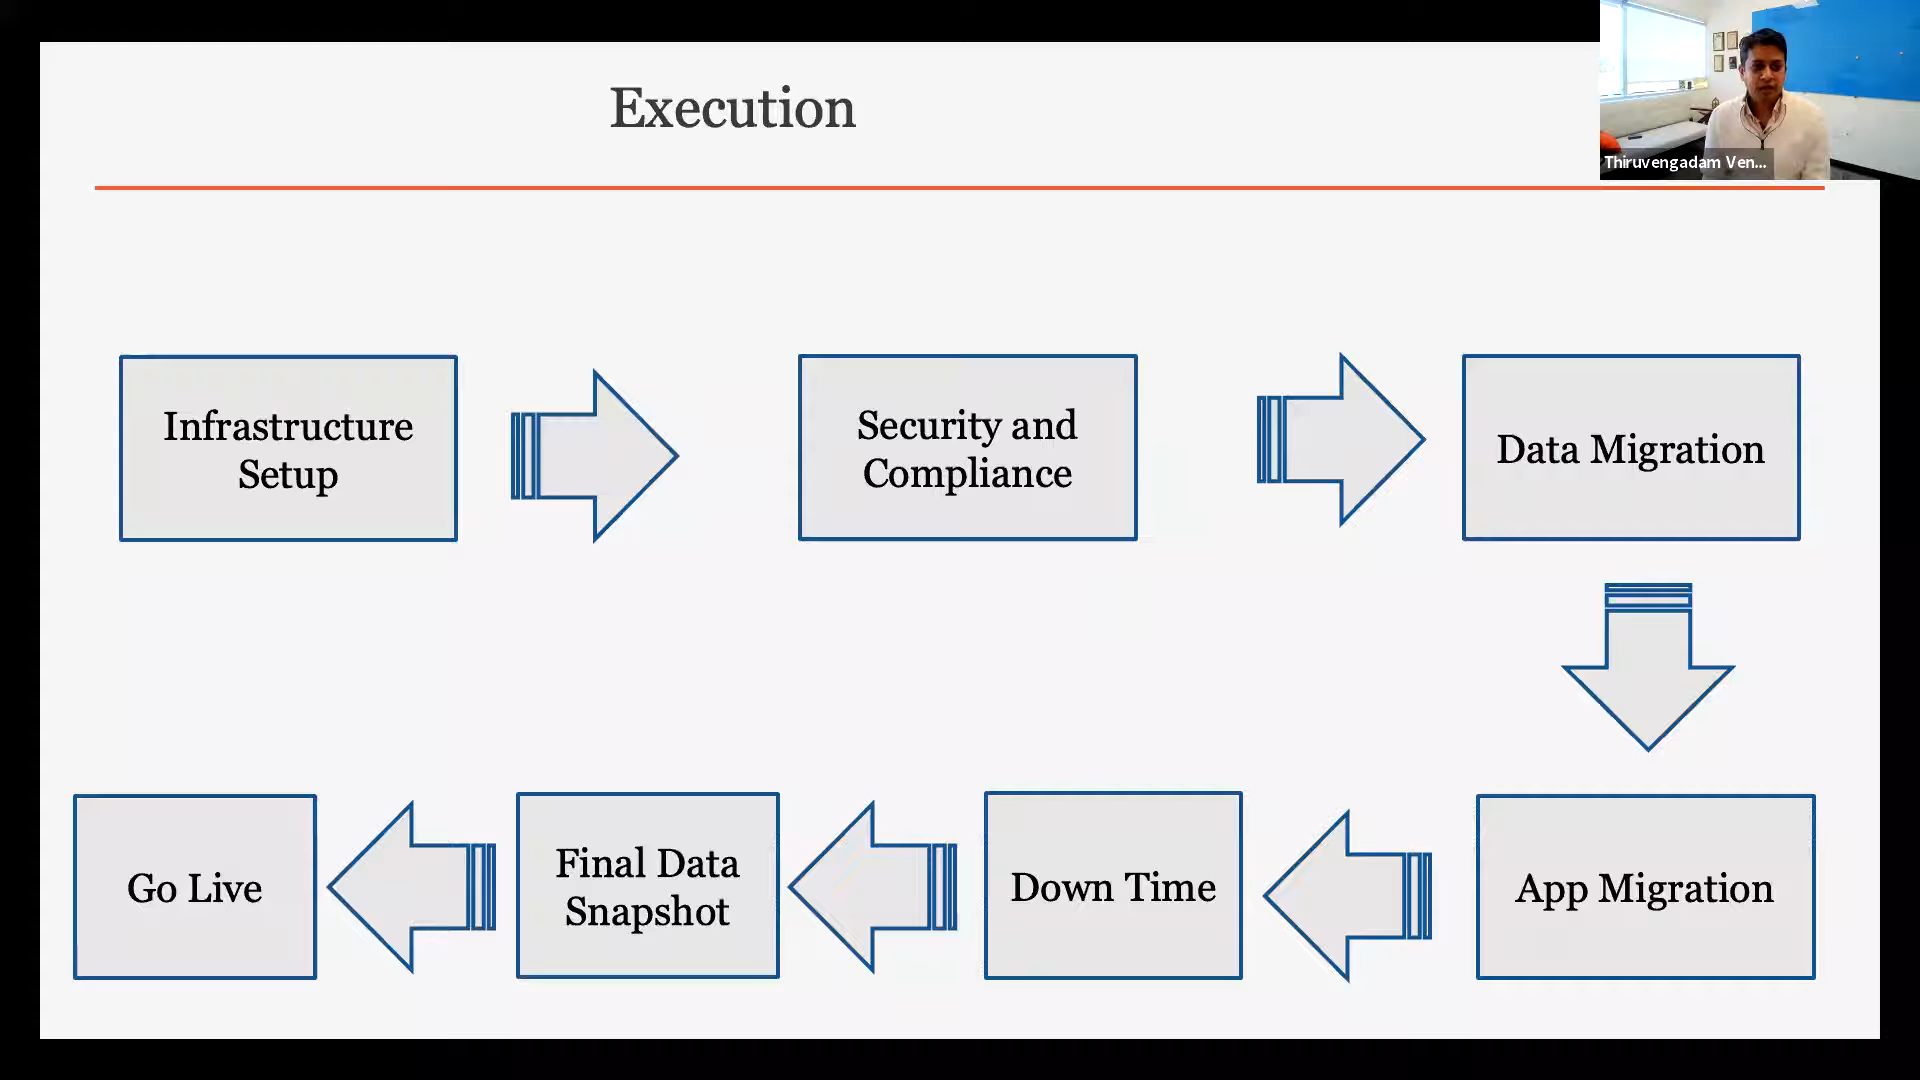 Execution
Thiruvengadam Ven...
Infrastructure
Setup
Security and
Compliance
Data Migration
Go Live
Final Data
Snapshot
Down Time
App Migration